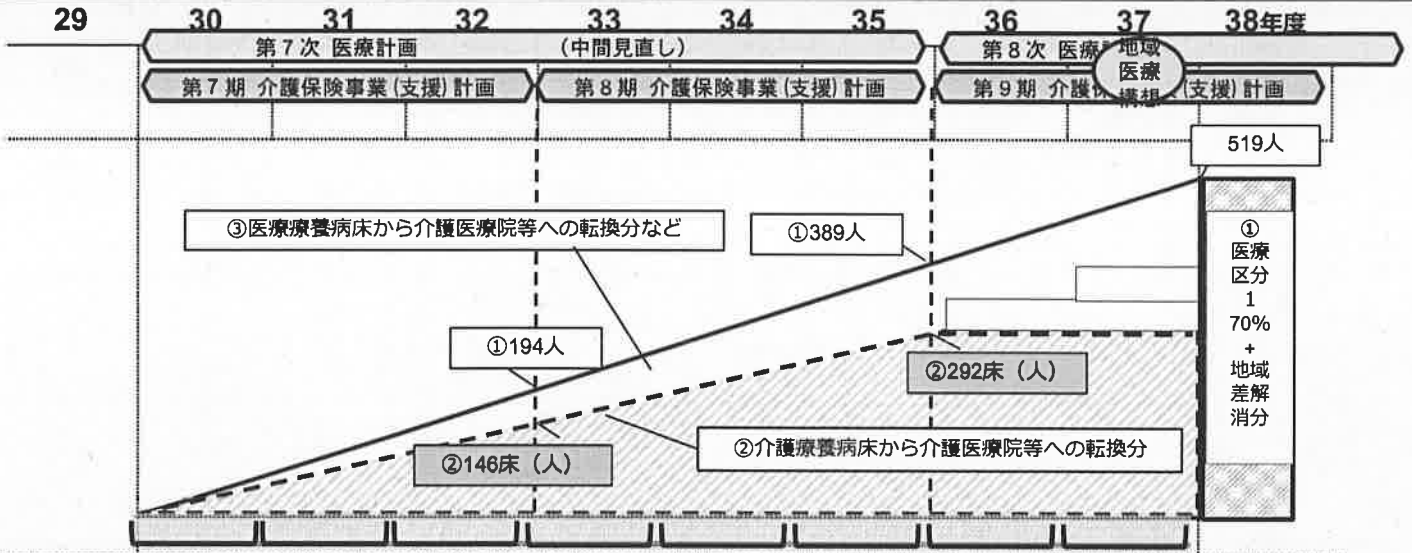 29 30 31 32 33 34 35 36 37 38年度
第7次 医療計画 (中間見直し)
第8次 医療
地域
医療
構想
第7期 介護保険事業(支援)計画
第8期 介護保険事業(支援)計画
第9期 介護保 (支援)計画
519人
③医療療養病床から介護医療院等への転換分など
①389人
①194人
②292床(人)
②146床(人)
②介護療養病床から介護医療院等への転換分
①
医療
区分
1
70%
+
地域
差解
消分